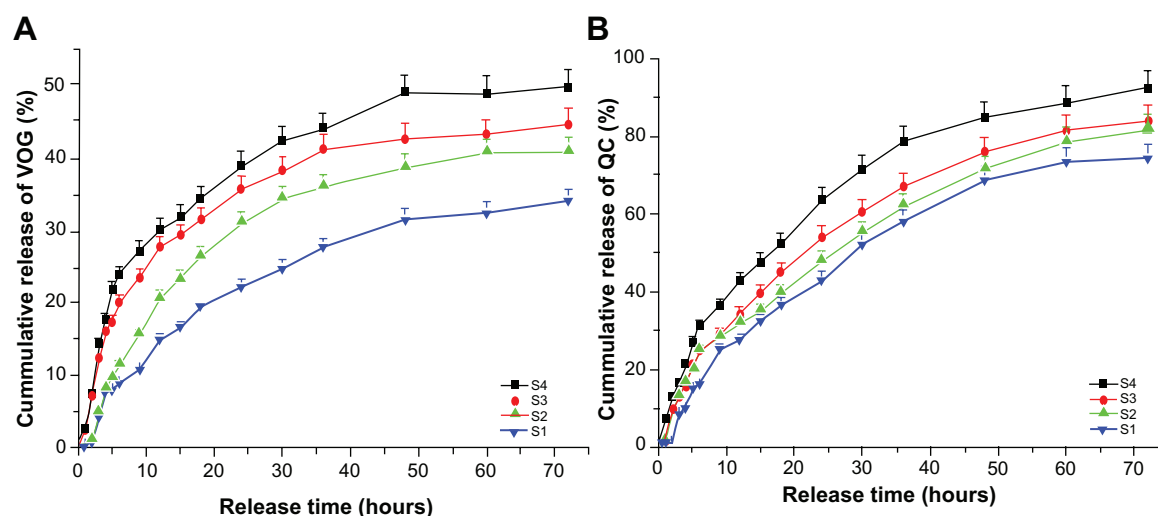 A
Cummulative release of VOG (%)
50
40
30
20
10
0
0 10 20 30 40 50 60 70
Release time (hours)
S4
S3
S2
S1
B
Cummulative release of QC (%)
100
80
60
40
20
0
0 10 20 30 40 50 60 70
Release time (hours)
S4
S3
S2
S1